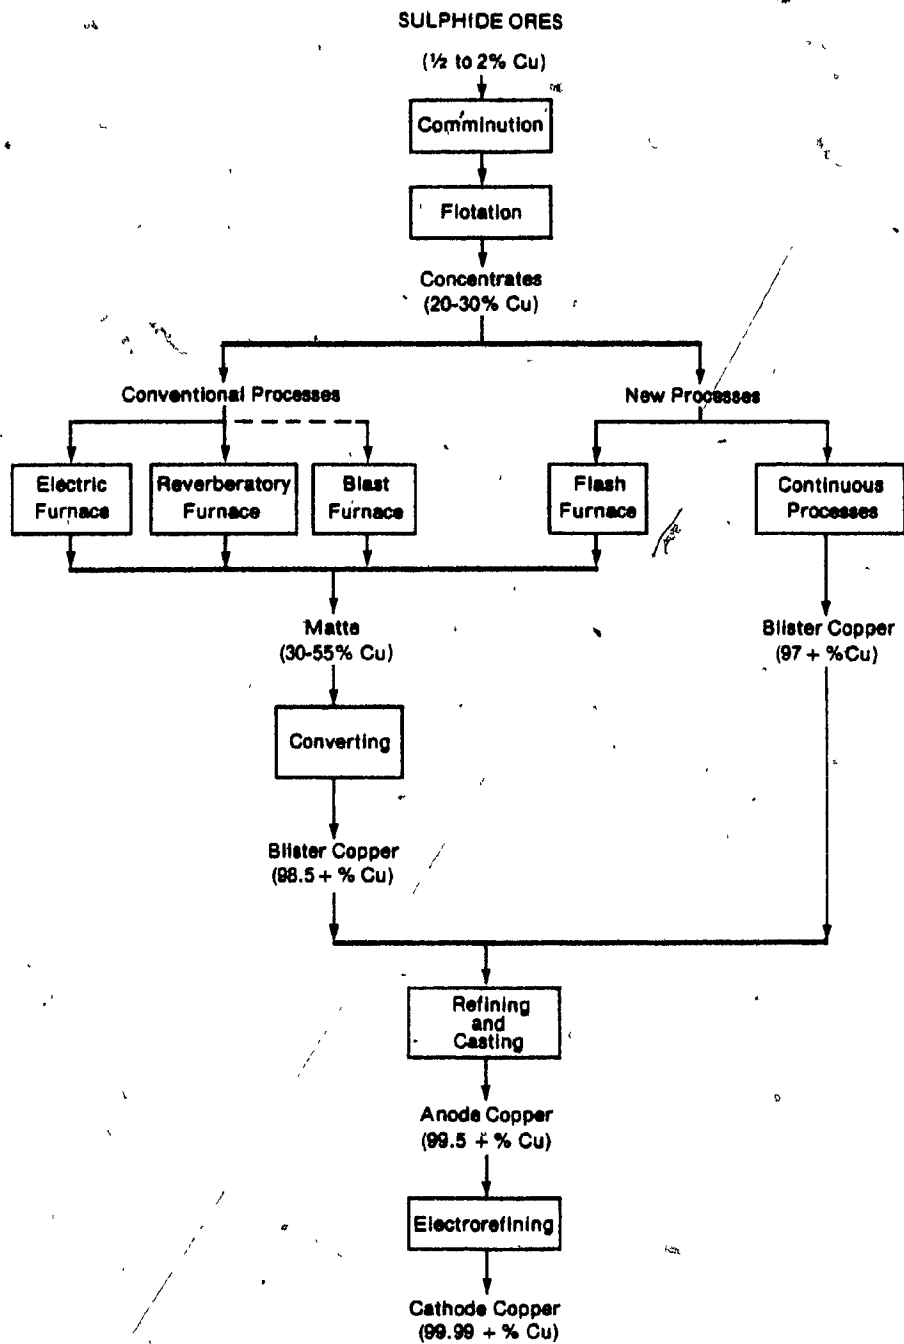 SULPHIDE ORES
(½ to 2% Cu)
Comminution
Flotation
Concentrates
(20-30% Cu)
Conventional Processes
New Processes
Electric
Furnace
Reverberatory
Furnace
Blast
Furnace
Flash
Furnace
Continuous
Processes
Matte
(30-55% Cu)
Blister Copper
(97 + % Cu)
Converting
Blister Copper
(98.5 + % Cu)
Refining
and
Casting
Anode Copper
(99.5 + % Cu)
Electrorefining
Cathode Copper
(99.99 + % Cu)